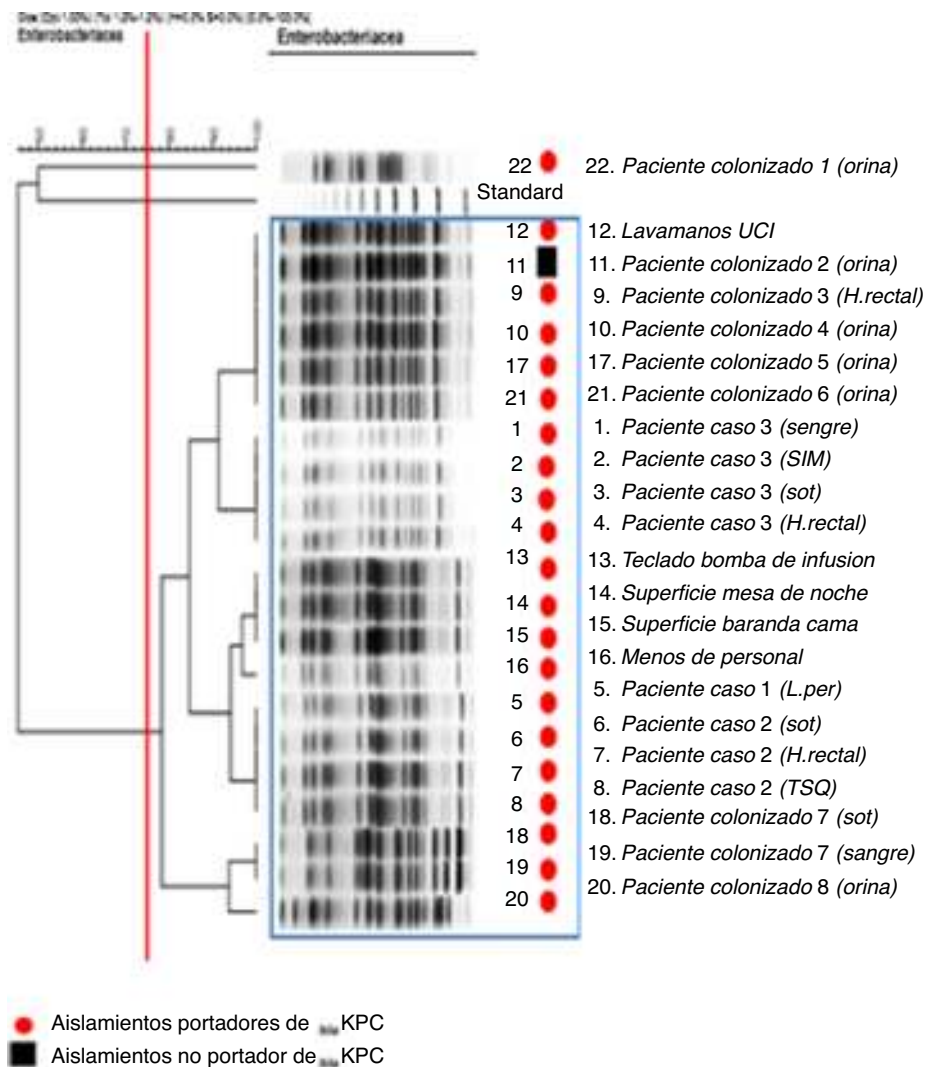 Enterobacteriacea
Enterobacteriacea
22 22. Paciente colonizado 1 (orina)
Standard
12 12. Lavamanos UCI
11 11. Paciente colonizado 2 (orina)
9 9. Paciente colonizado 3 (H.rectal)
10 10. Paciente colonizado 4 (orina)
17 17. Paciente colonizado 5 (orina)
21 21. Paciente colonizado 6 (orina)
1 1. Paciente caso 3 (sengre)
2 2. Paciente caso 3 (SIM)
3 3. Paciente caso 3 (sot)
4 4. Paciente caso 3 (H.rectal)
13 13. Teclado bomba de infusion
14 14. Superficie mesa de noche
15 15. Superficie baranda cama
16 16. Menos de personal
5 5. Paciente caso 1 (L.per)
6 6. Paciente caso 2 (sot)
7 7. Paciente caso 2 (H.rectal)
8 8. Paciente caso 2 (TSQ)
18 18. Paciente colonizado 7 (sot)
19 19. Paciente colonizado 7 (sangre)
20 20. Paciente colonizado 8 (orina)
Aislamientos portadores de bla KPC
Aislamientos no portador de bla KPC